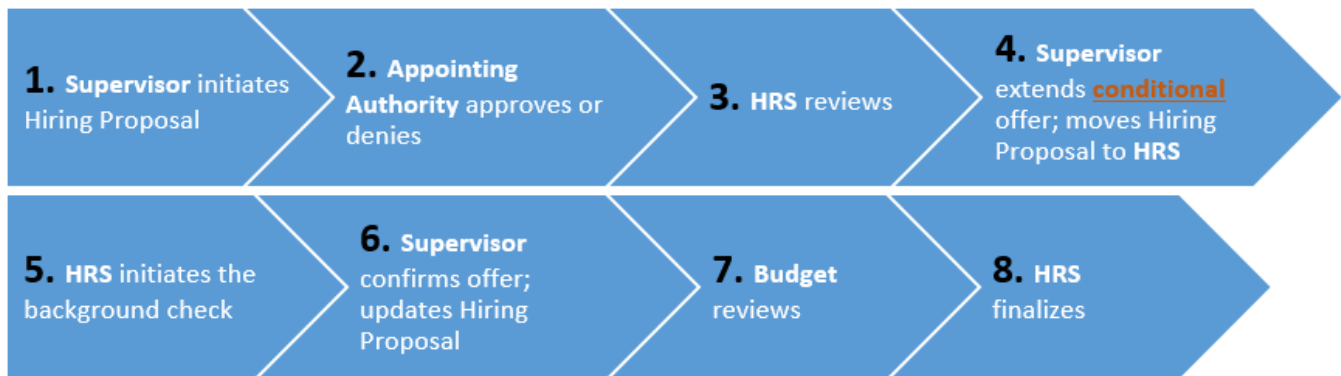 1. Supervisor initiates
Hiring Proposal
2. Appointing
Authority approves or
denies
3. HRS reviews
4. Supervisor
extends conditional
offer; moves Hiring
Proposal to HRS
5. HRS initiates the
background check
6. Supervisor
confirms offer;
updates Hiring
Proposal
7. Budget
reviews
8. HRS
finalizes